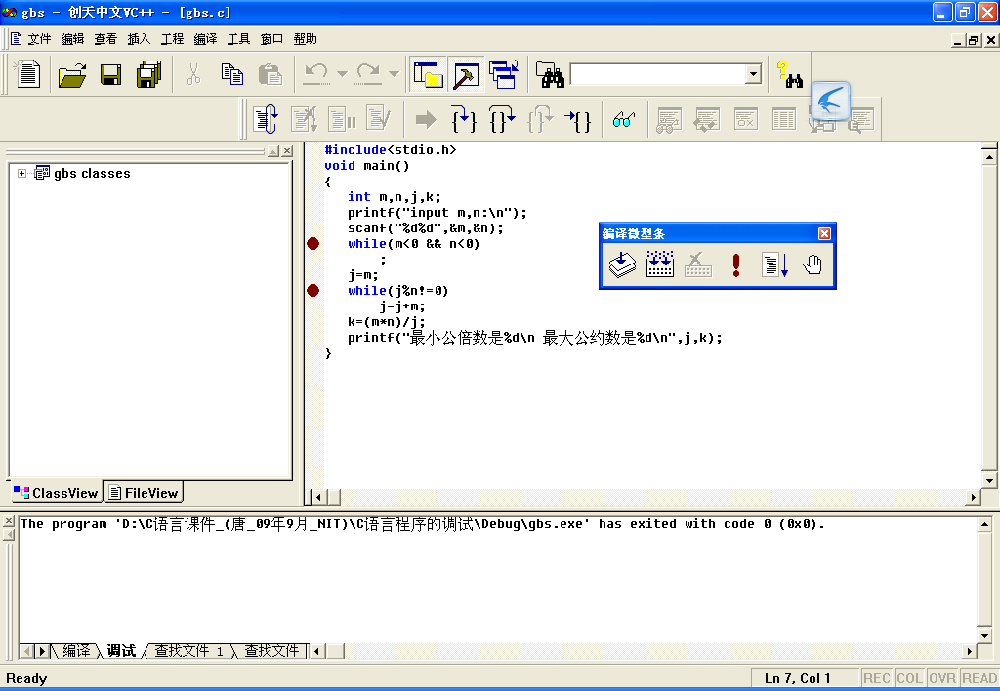 gbs - 创天中文VC++ - [gbs.c]
文件 编辑 查看 插入 工程 编译 工具 窗口 帮助
gbs classes
#include<stdio.h>
void main()
{
int m,n,j,k;
printf("input m,n:\n");
scanf("%d%d",&m,&n);
while(m<0 && n<0)
;
j=m;
while(j%n!=0)
j=j+m;
k=(m*n)/j;
printf("最小公倍数是%d\n 最大公约数是%d\n",j,k);
}
编译微型条
ClassView FileView
The program 'D:\C语言课件_(唐_09年9月_NIT)\C语言程序的调试\Debug\gbs.exe' has exited with code 0 (0x0).
编译 调试 查找文件 1 查找文件
Ready Ln 7, Col 1 REC COL OVR READ